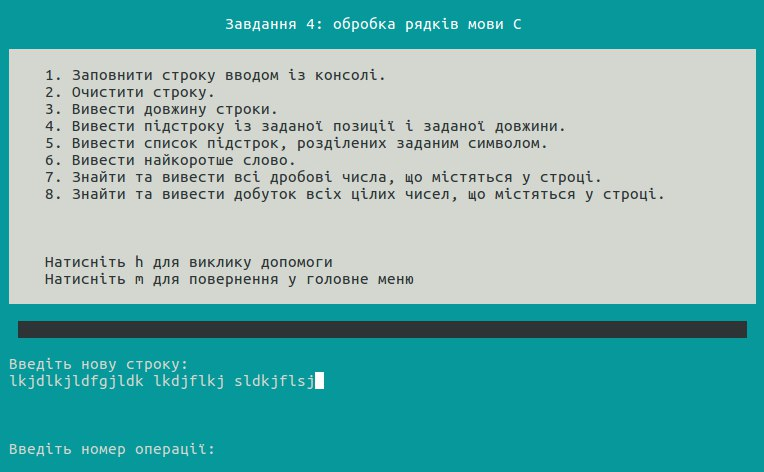 Завдання 4: обробка рядків мови C
1. Заповнити строку вводом із консолі.
2. Очистити строку.
3. Вивести довжину строки.
4. Вивести підстроку із заданої позиції і заданої довжини.
5. Вивести список підстрок, розділених заданим символом.
6. Вивести найкоротше слово.
7. Знайти та вивести всі дробові числа, що містяться у строці.
8. Знайти та вивести добуток всіх цілих чисел, що містяться у строці.
Натисніть h для виклику допомоги
Натисніть m для повернення у головне меню
Введіть нову строку:
lkjdlkjldfgjldk lkdjflkj sldkjflsj
Введіть номер операції: